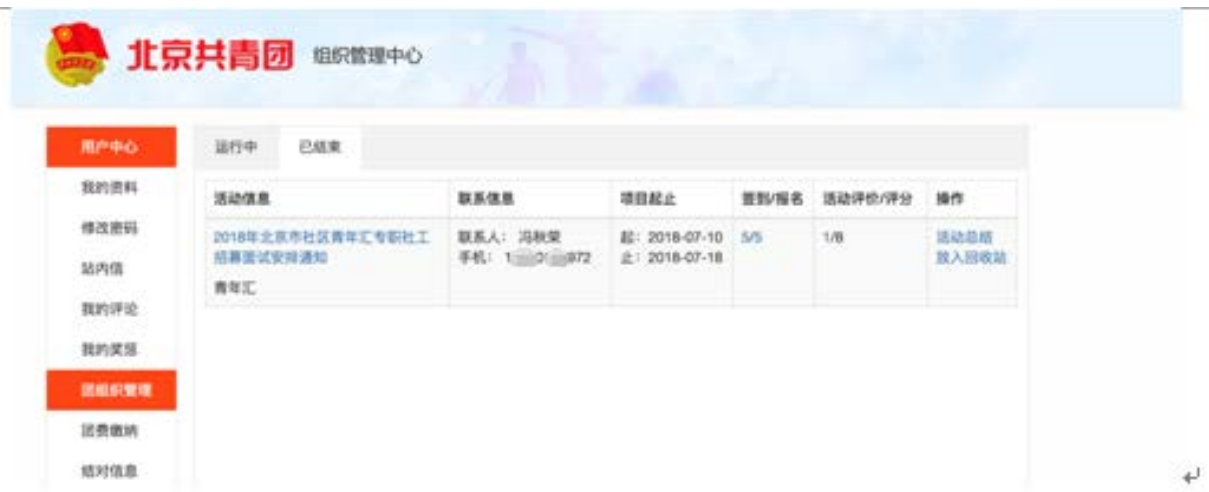 北京共青团 组织管理中心
用户中心
我的资料
修改密码
站内信
我的评论
我的奖惩
团组织管理
团费缴纳
结对信息
运行中 已结束
活动信息 联系信息 项目起止 签到/报名 活动评价/评分 操作
2018年北京市社区青年汇专职社工 联系人：冯秋荣 起：2018-07-10 5/5 1/8 活动总结
招募面试安排通知 手机：1 0 972 止：2018-07-18 放入回收站
青年汇